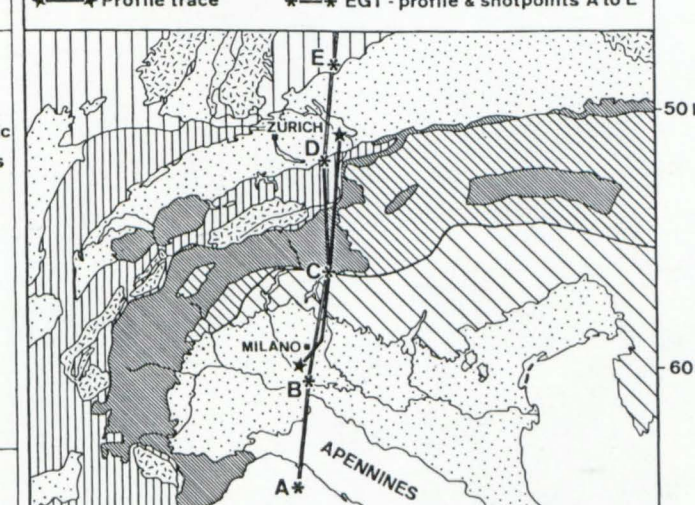 ★—★ Profile trace *—* EGT - profile & shotpoints A to E
E*
50
ZÜRICH
c
D*
s
C*
MILANO
60
B*
APENNINES
A*